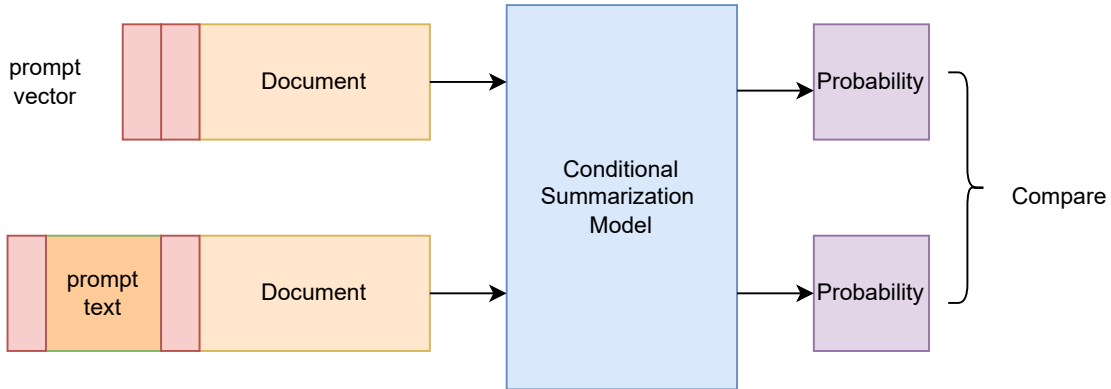 prompt
vector
Document
Probability
Conditional
Summarization
Model
Compare
prompt
text
Document
Probability